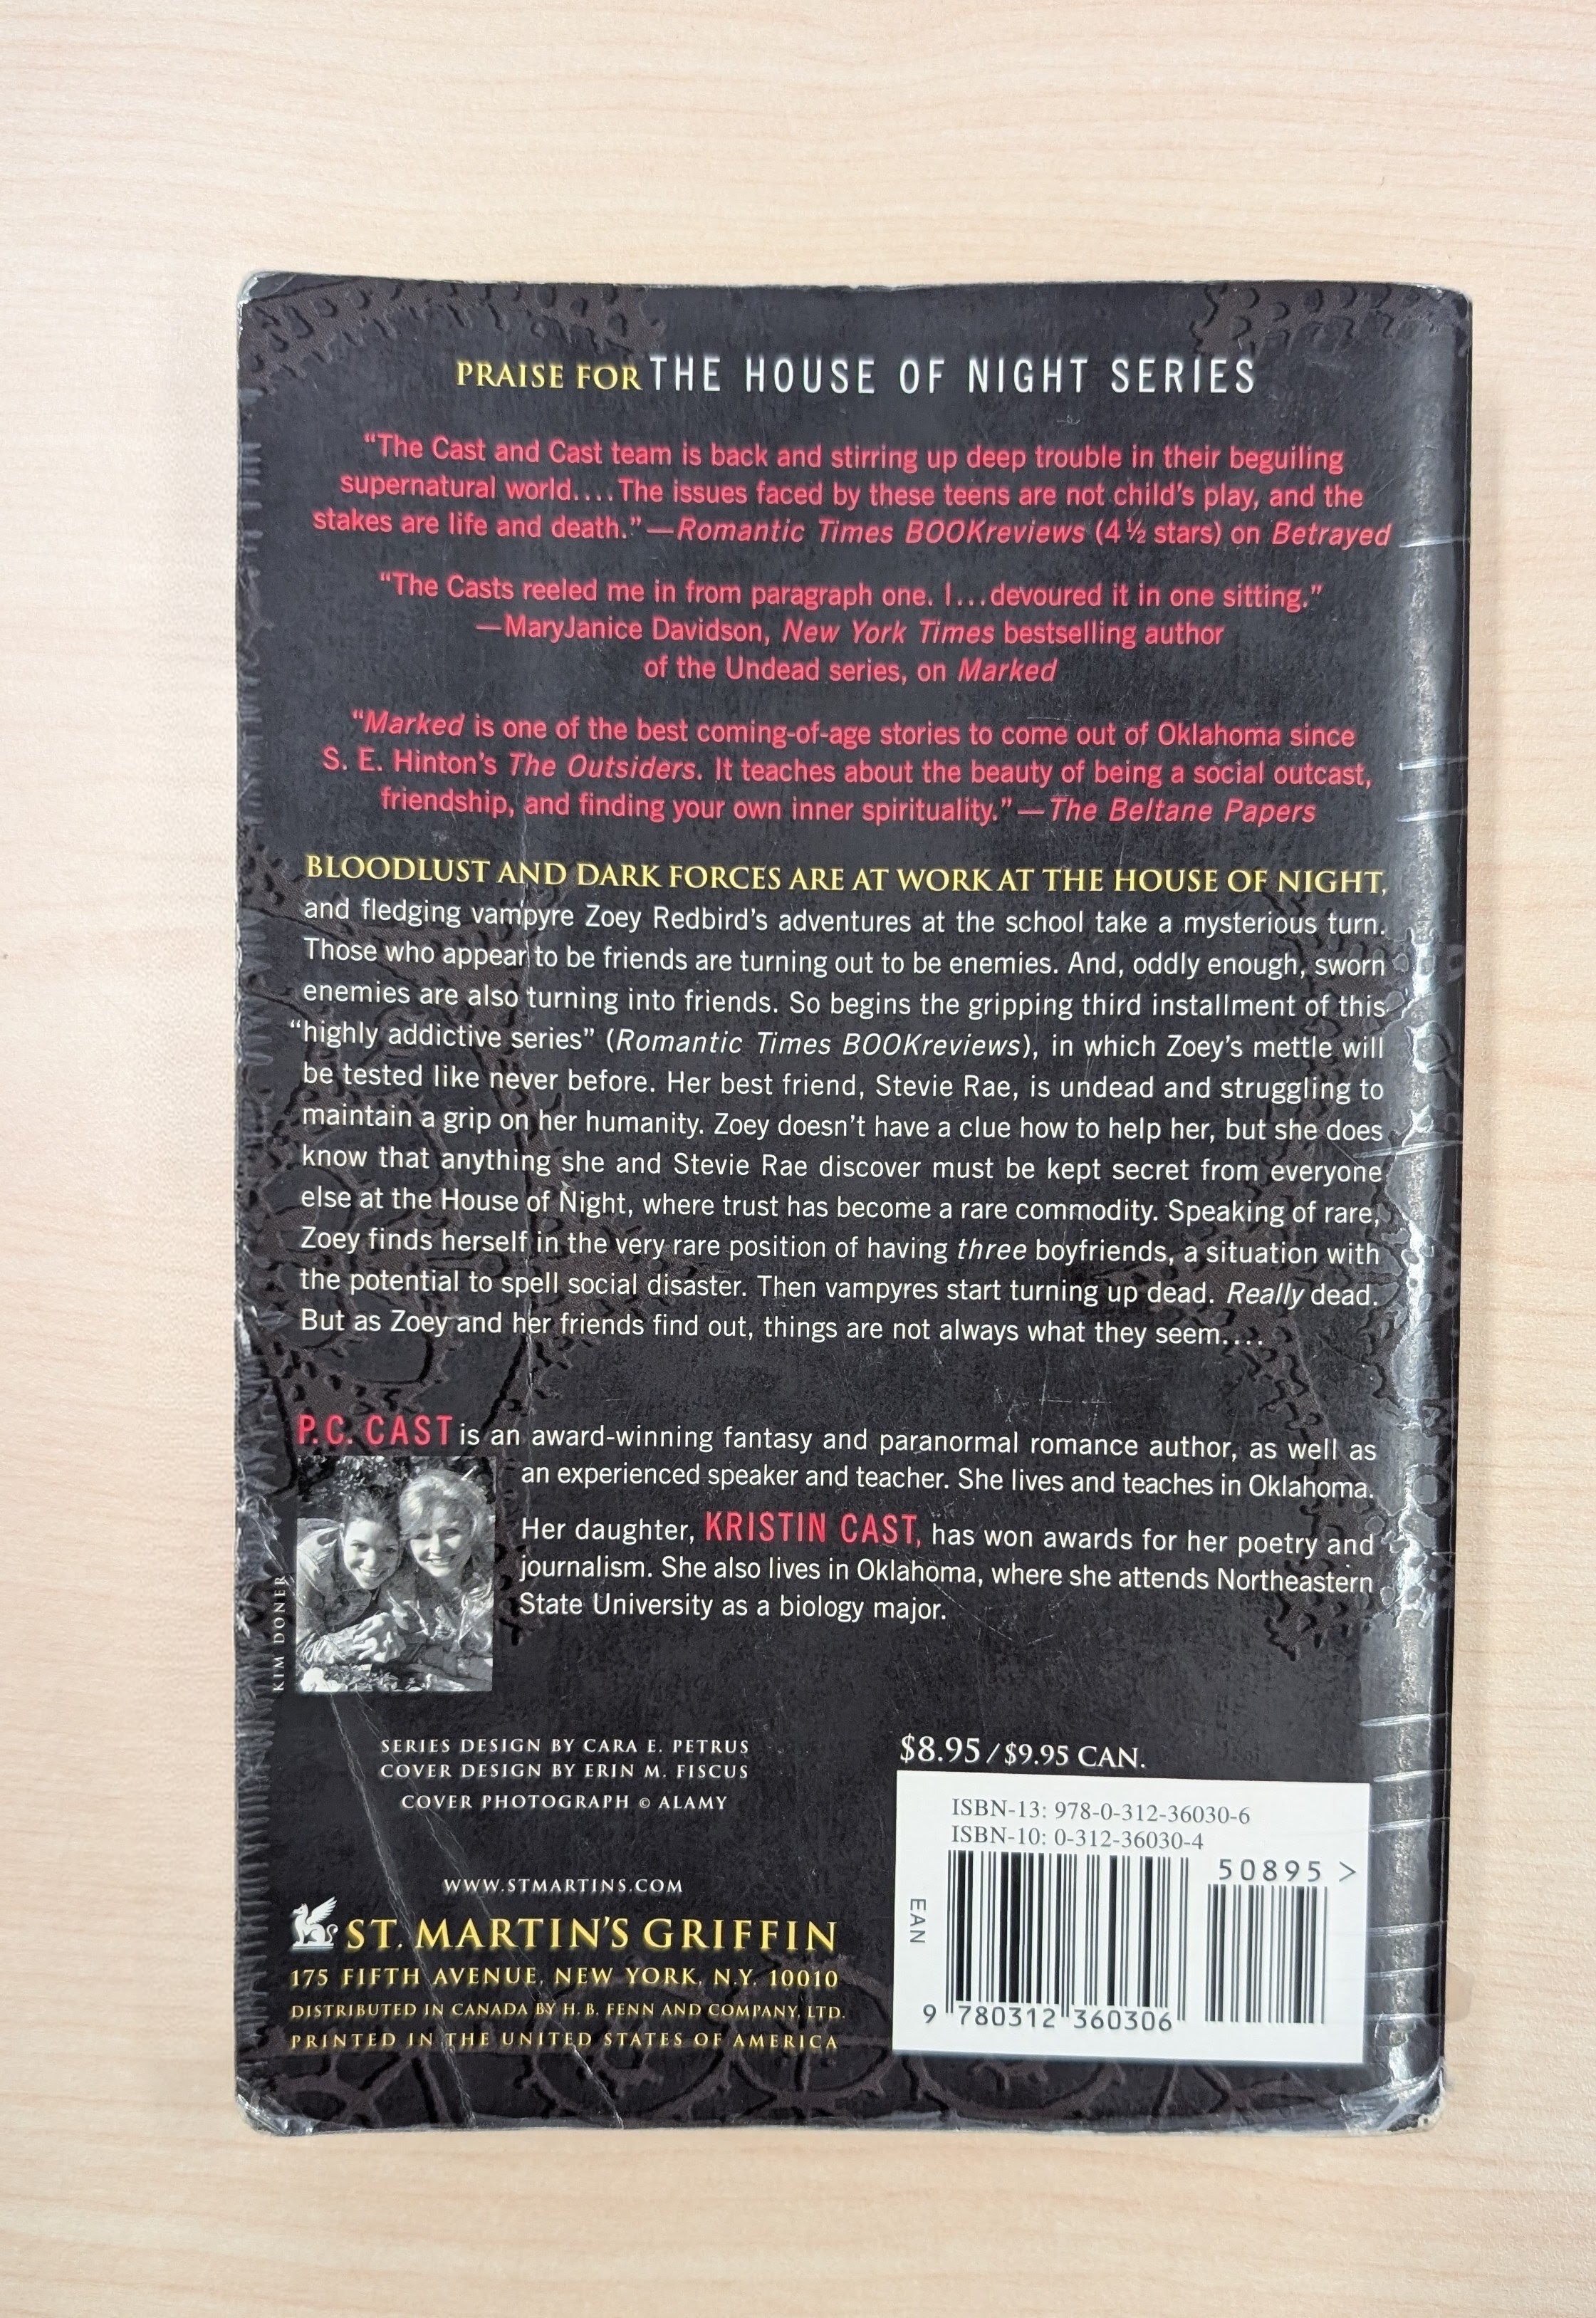 PRAISE FOR THE HOUSE OF NIGHT SERIES
“The Cast and Cast team is back and stirring up deep trouble in their beguiling
supernatural world....The issues faced by these teens are not child’s play, and the
stakes are life and death.”—Romantic Times BOOKreviews (4 ½ stars) on Betrayed
“The Casts reeled me in from paragraph one. I...devoured it in one sitting.”
—MaryJanice Davidson, New York Times bestselling author
of the Undead series, on Marked
“Marked is one of the best coming-of-age stories to come out of Oklahoma since
S. E. Hinton’s The Outsiders. It teaches about the beauty of being a social outcast,
friendship, and finding your own inner spirituality.”—The Beltane Papers
BLOODLUST AND DARK FORCES ARE AT WORK AT THE HOUSE OF NIGHT,
and fledging vampyre Zoey Redbird’s adventures at the school take a mysterious turn.
Those who appear to be friends are turning out to be enemies. And, oddly enough, sworn
enemies are also turning into friends. So begins the gripping third installment of this
“highly addictive series” (Romantic Times BOOKreviews), in which Zoey’s mettle will
be tested like never before. Her best friend, Stevie Rae, is undead and struggling to
maintain a grip on her humanity. Zoey doesn’t have a clue how to help her, but she does
know that anything she and Stevie Rae discover must be kept secret from everyone
else at the House of Night, where trust has become a rare commodity. Speaking of rare,
Zoey finds herself in the very rare position of having three boyfriends, a situation with
the potential to spell social disaster. Then vampyres start turning up dead. Really dead.
But as Zoey and her friends find out, things are not always what they seem....
P.C. CAST is an award-winning fantasy and paranormal romance author, as well as
an experienced speaker and teacher. She lives and teaches in Oklahoma.
Her daughter, KRISTIN CAST, has won awards for her poetry and
journalism. She also lives in Oklahoma, where she attends Northeastern
State University as a biology major.
KIM DONER
SERIES DESIGN BY CARA E. PETRUS
COVER DESIGN BY ERIN M. FISCUS
COVER PHOTOGRAPH © ALAMY
WWW.STMARTINS.COM
ST. MARTIN’S GRIFFIN
175 FIFTH AVENUE, NEW YORK, N.Y. 10010
DISTRIBUTED IN CANADA BY H. B. FENN AND COMPANY, LTD.
PRINTED IN THE UNITED STATES OF AMERICA
$8.95 / $9.95 CAN.
ISBN-13: 978-0-312-36030-6
ISBN-10: 0-312-36030-4
50895 >
EAN
9 780312 360306